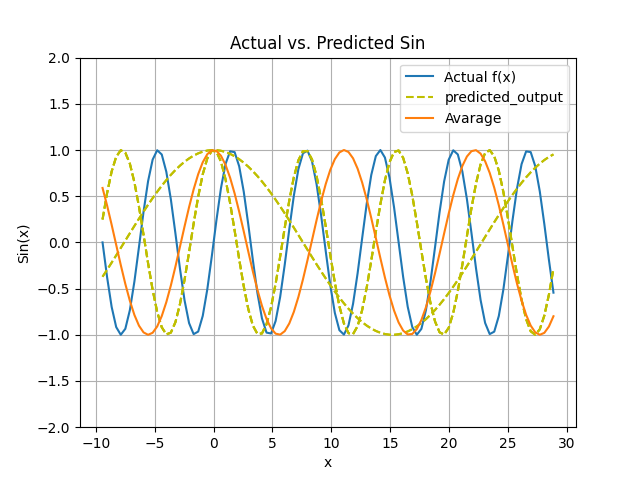 Actual vs. Predicted Sin
Actual f(x)
predicted_output
Avarage
2.0
1.5
1.0
0.5
0.0
−0.5
−1.0
−1.5
−2.0
Sin(x)
−10 −5 0 5 10 15 20 25 30
x